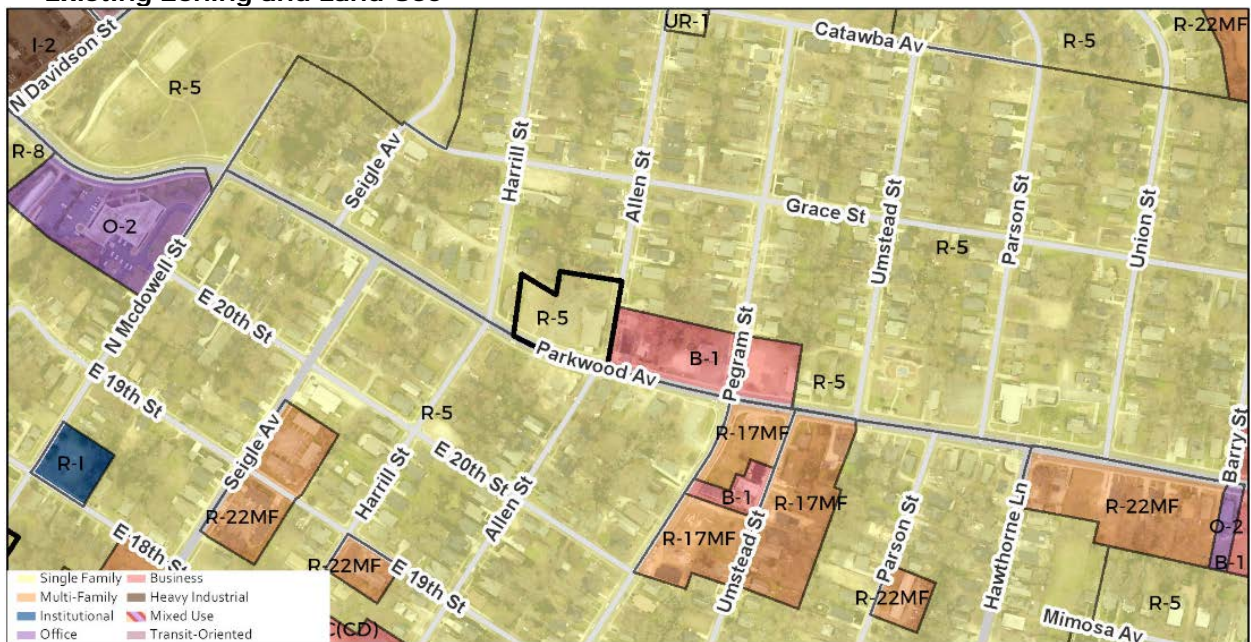 Existing Zoning and Land Use
I-2
N Davidson St
R-5
UR-1
Catawba Av
R-5
R-22MF
R-8
O-2
Seigle Av
Harrill St
Allen St
Grace St
Umstead St
R-5
Parson St
Union St
N Mcdowell St
E 20th St
R-5
Parkwood Av
B-1
Pegram St
R-5
E 19th St
R-5
Seigle Av
Harrill St
E 20th St
Allen St
R-17MF
B-1
R-17MF
R-17MF
Umstead St
Parson St
R-22MF
Hawthorne Ln
R-22MF
Barry St
O-2
B-1
R-5
Mimosa Av
R-I
E 18th St
R-22MF
R-22MF
E 19th St
C(CD)
Single Family
Business
Multi-Family
Heavy Industrial
Institutional
Mixed Use
Office
Transit-Oriented